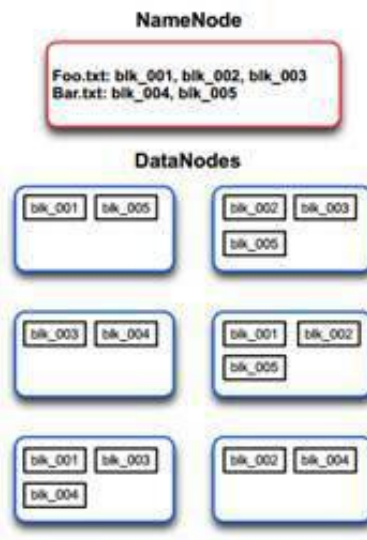 NameNode
Foo.txt: blk_001, blk_002, blk_003
Bar.txt: blk_004, blk_005
DataNodes
blk_001 blk_005
blk_002 blk_003
blk_005
blk_003 blk_004
blk_001 blk_002
blk_005
blk_001 blk_003
blk_004
blk_002 blk_004